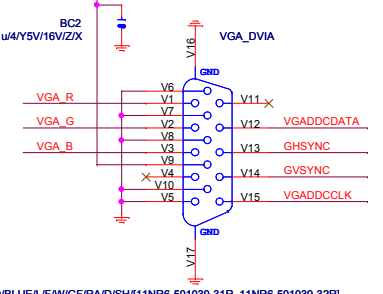 BC2
u/4/Y5V/16V/Z/X
V16
VGA_DVIA
GND
V6
VGA_R
V1
V11
V7
VGA_G
V2
V12
VGADDCDATA
V8
VGA_B
V3
V13
GHSYNC
V9
V4
V14
GVSYNC
V10
V5
V15
VGADDCCLK
GND
V17